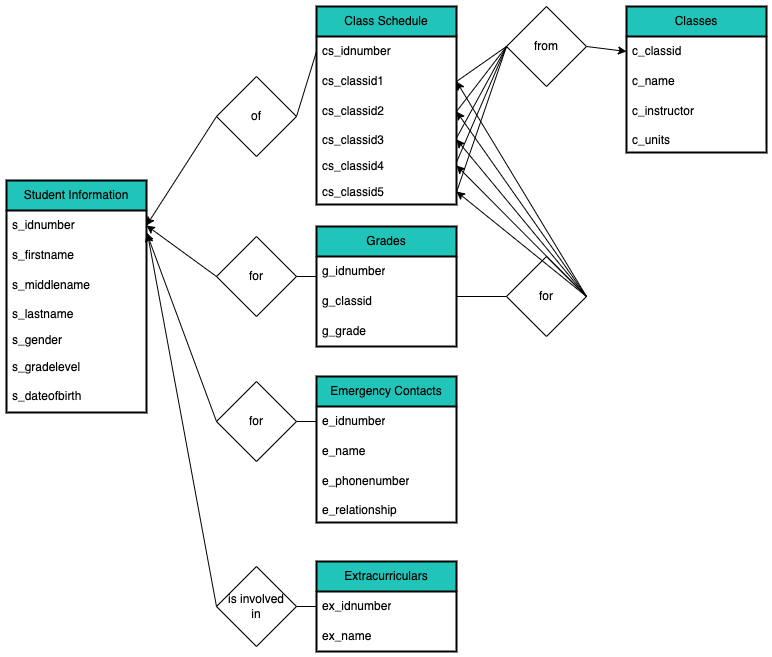 Class Schedule
cs_idnumber
cs_classid1
cs_classid2
cs_classid3
cs_classid4
cs_classid5
from
Classes
c_classid
c_name
c_instructor
c_units
of
Student Information
s_idnumber
s_firstname
s_middlename
s_lastname
s_gender
s_gradelevel
s_dateofbirth
for
Grades
g_idnumber
g_classid
g_grade
for
for
Emergency Contacts
e_idnumber
e_name
e_phonenumber
e_relationship
is involved
in
Extracurriculars
ex_idnumber
ex_name